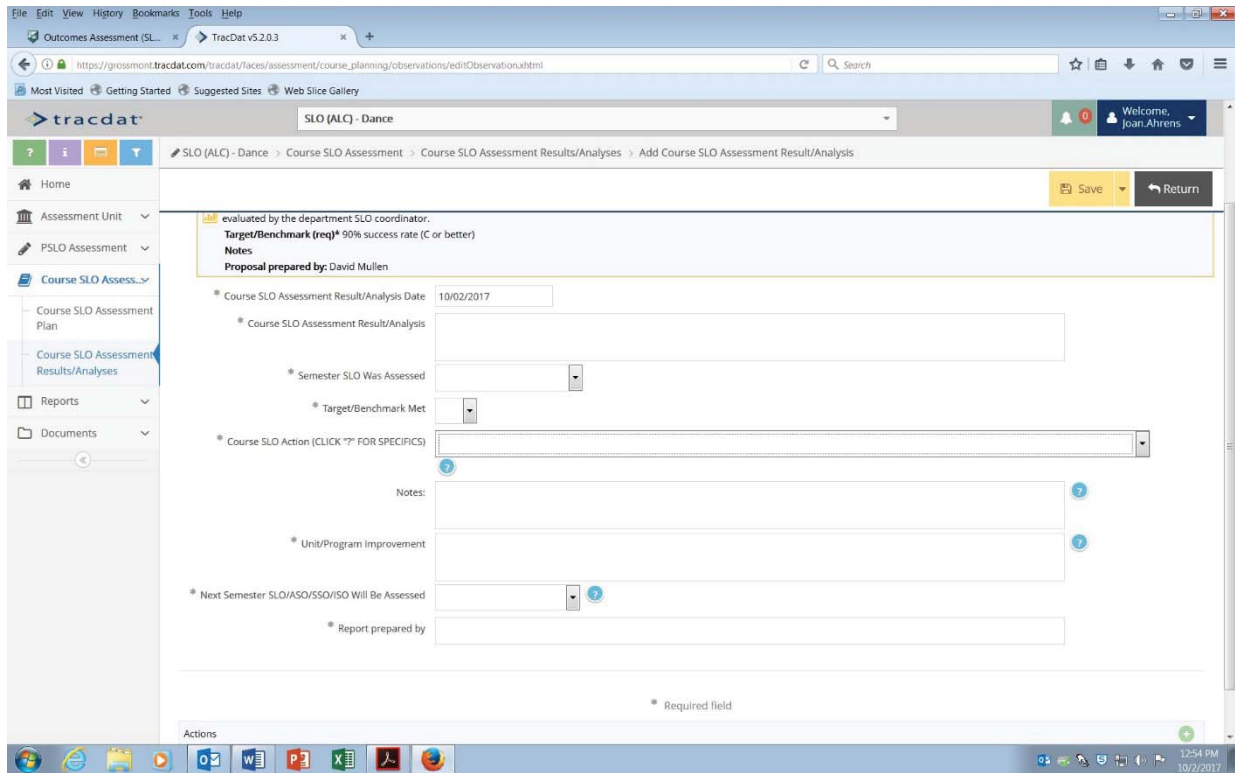 File Edit View History Bookmarks Tools Help
Outcomes Assessment (SL... × TracDat v5.2.0.3 × +
https://grossmont.tracdat.com/tracdat/faces/assessment/course_planning/observations/editObservation.xhtml Search
Most Visited Getting Started Suggested Sites Web Slice Gallery
tracdat SLO (ALC) - Dance 0 Welcome,
Joan.Ahrens
? i SLO (ALC) - Dance > Course SLO Assessment > Course SLO Assessment Results/Analyses > Add Course SLO Assessment Result/Analysis
Home
Save Return
Assessment Unit
PSLO Assessment
Course SLO Assess..
Course SLO Assessment
Plan
Course SLO Assessment
Results/Analyses
Reports
Documents
evaluated by the department SLO coordinator.
Target/Benchmark (req)* 90% success rate (C or better)
Notes
Proposal prepared by: David Mullen
* Course SLO Assessment Result/Analysis Date 10/02/2017
* Course SLO Assessment Result/Analysis
* Semester SLO Was Assessed
* Target/Benchmark Met
* Course SLO Action (CLICK "?" FOR SPECIFICS)
?
Notes: ?
* Unit/Program Improvement ?
* Next Semester SLO/ASO/SSO/ISO Will Be Assessed ?
* Report prepared by
* Required field
Actions
12:54 PM
10/2/2017